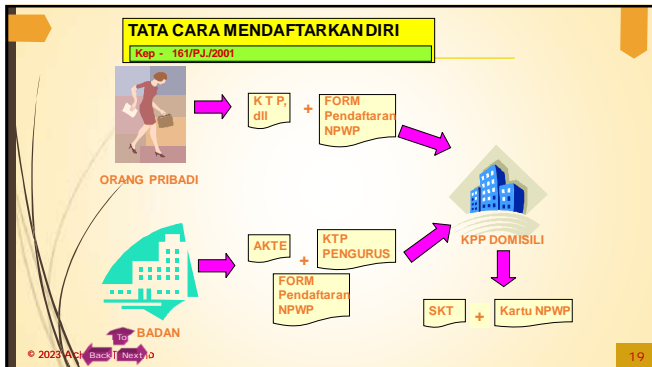 TATA CARA MENDAFTARKAN DIRI
Kep - 161/PJ./2001
K T P,
dll
+
FORM
Pendaftaran
NPWP
ORANG PRIBADI
AKTE
+
KTP
PENGURUS
FORM
Pendaftaran
NPWP
BADAN
KPP DOMISILI
SKT
+
Kartu NPWP
To
Back
Next
© 2023
19